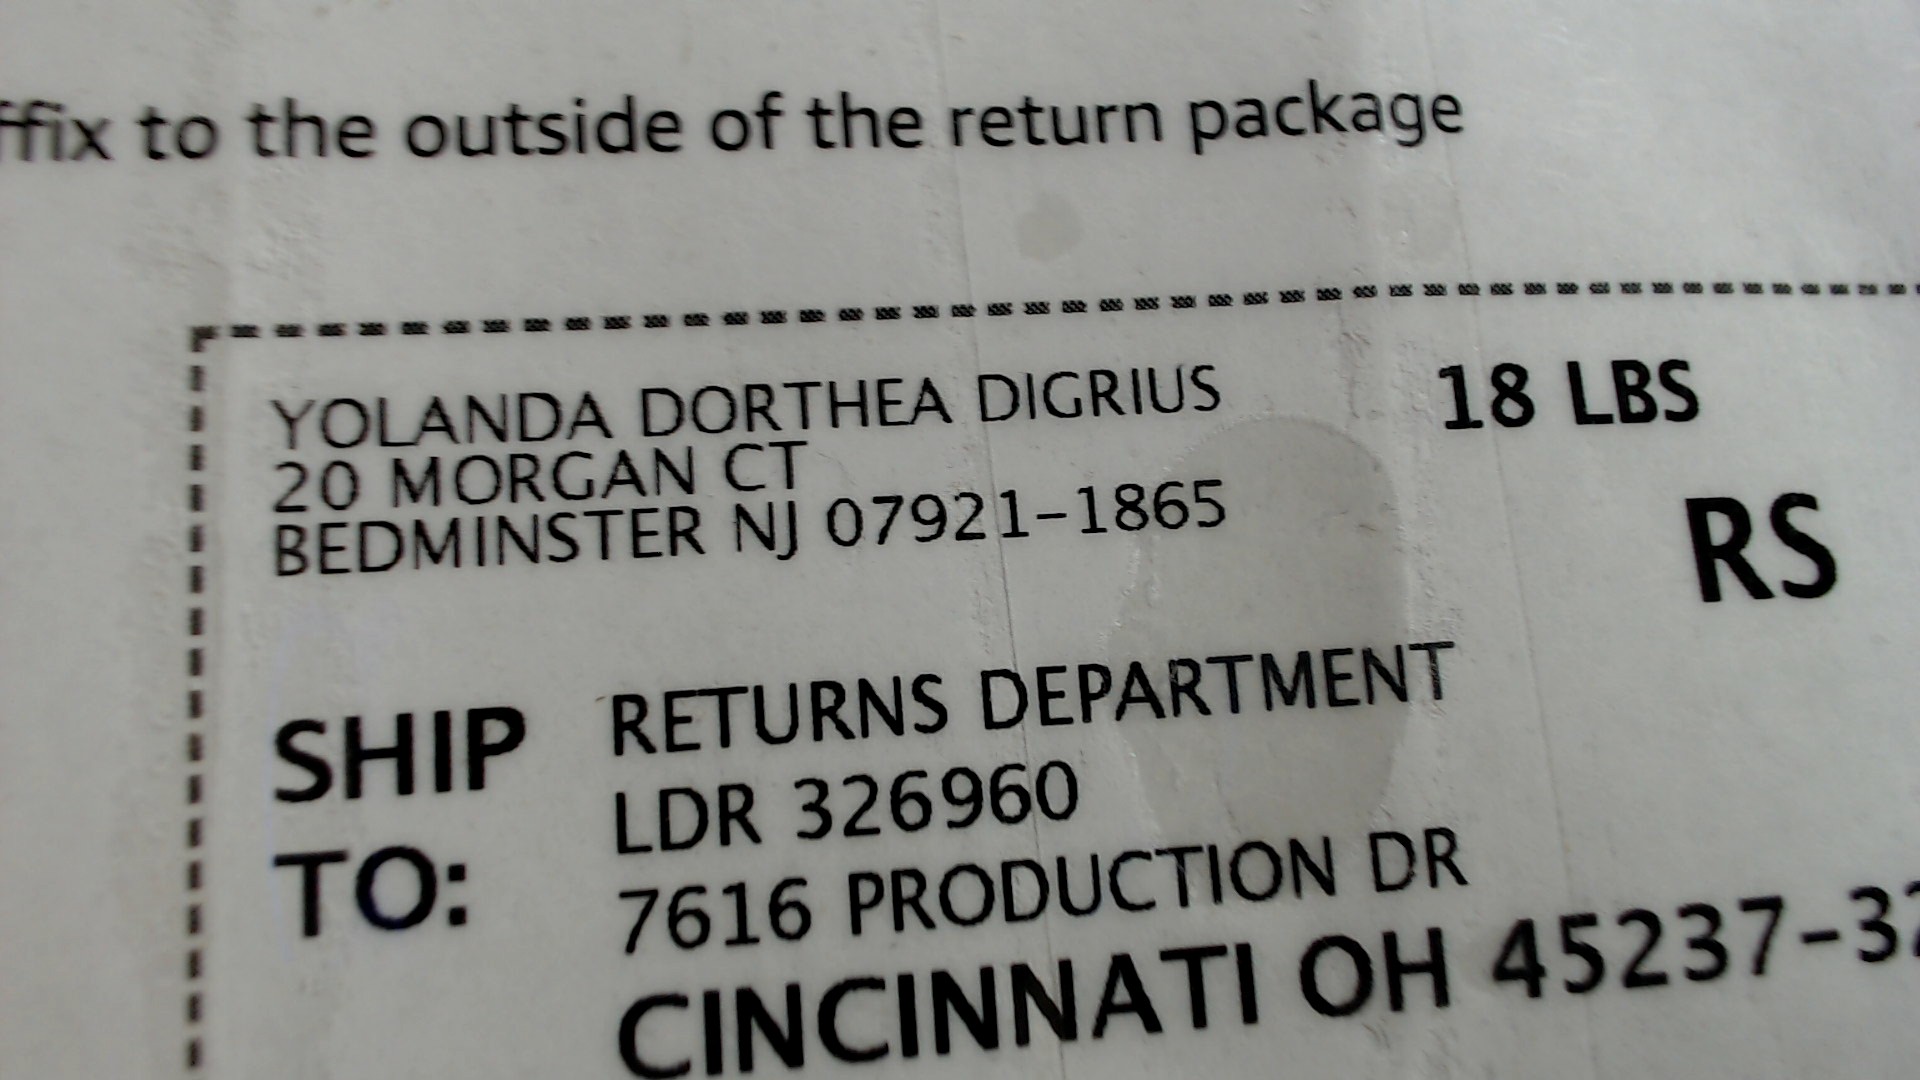 to the outside of the return package
YOLANDA DORTHEA DIGRIUS
18 LBS
20 MORGAN CT
BEDMINSTER NJ 07921-1865
RS
SHIP TO:
RETURNS DEPARTMENT
LDR 326960
7616 PRODUCTION DR
CINCINNATI OH 45237-